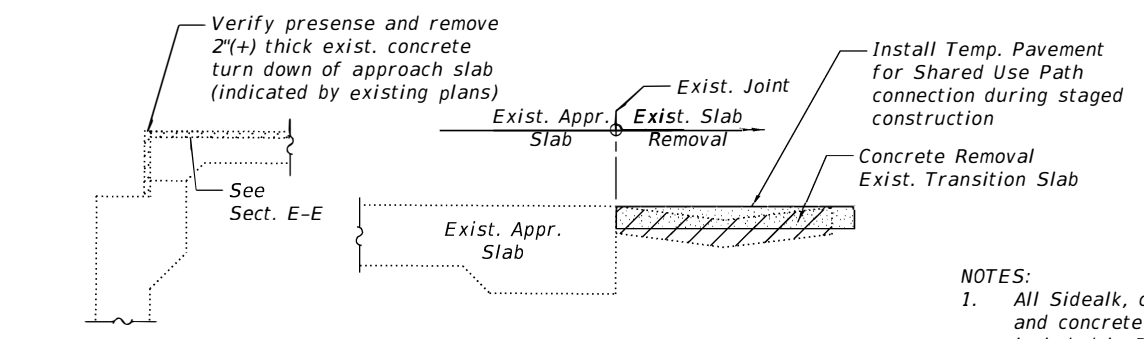 Verify presense and remove
2"(+) thick exist. concrete
turn down of approach slab
(indicated by existing plans)
See
Sect. E-E
Exist. Joint
Exist. Appr.
Slab
Exist. Slab
Removal
Exist. Appr.
Slab
Install Temp. Pavement
for Shared Use Path
connection during staged
construction
Concrete Removal
Exist. Transition Slab
NOTES:
1. All Sidealk,
and concrete